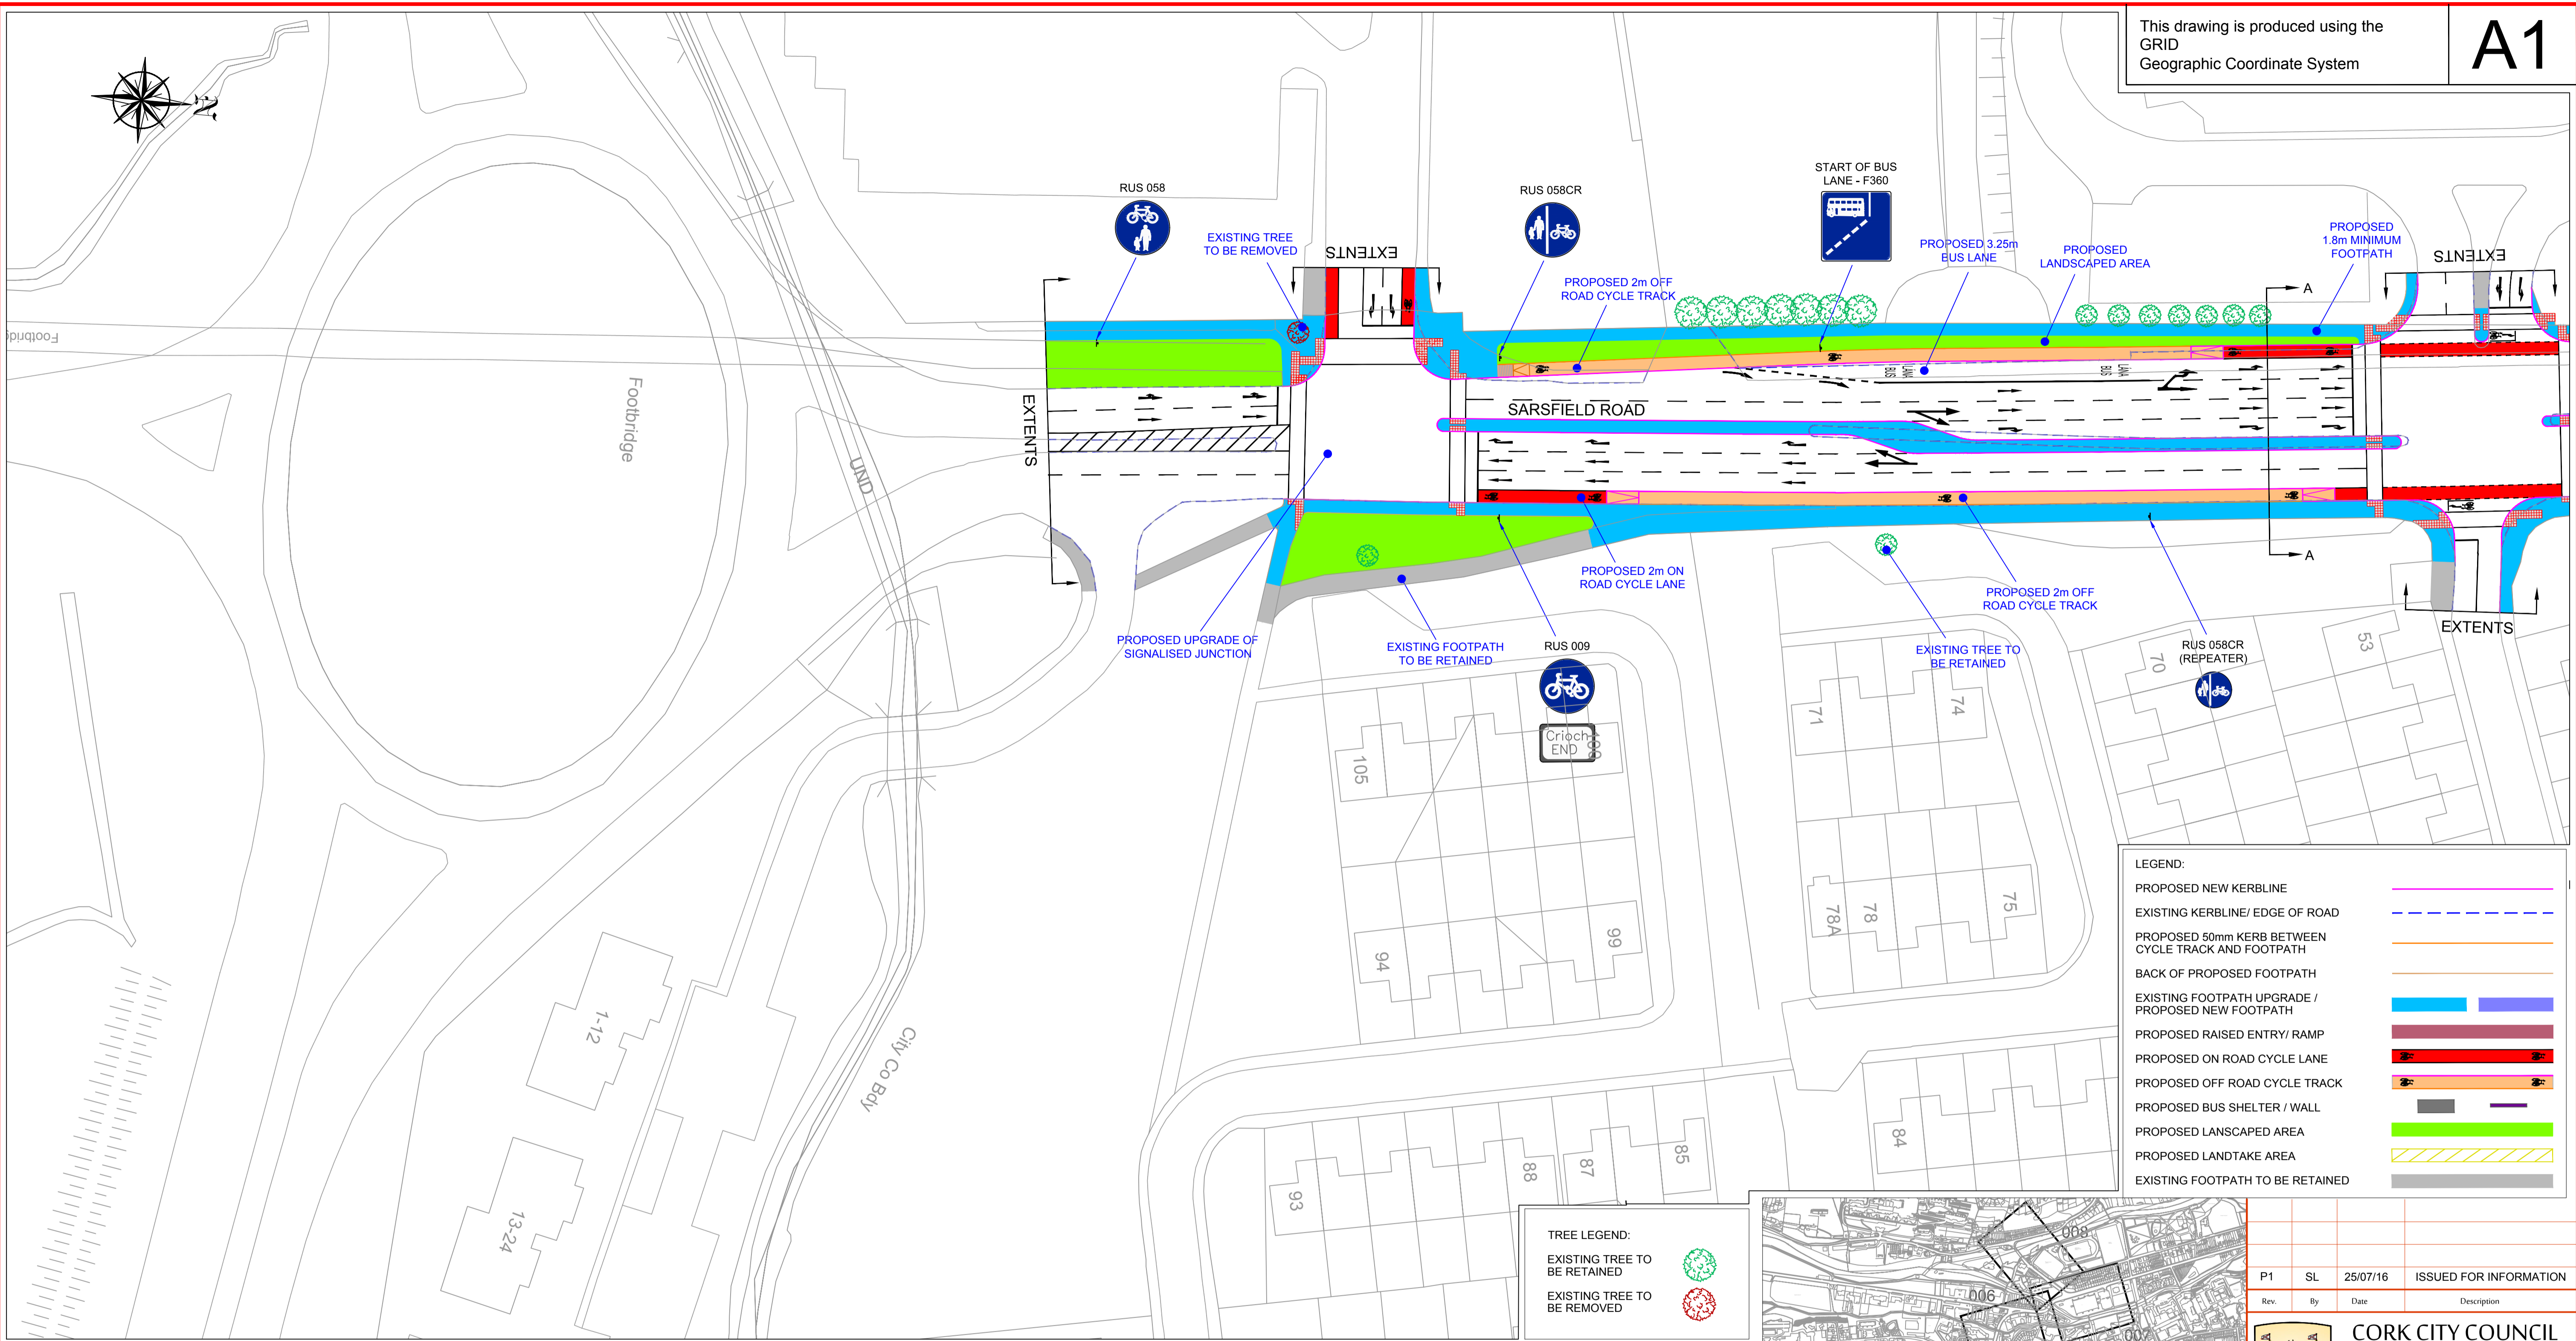 This drawing is produced using the
GRID
Geographic Coordinate System
A1
N
RUS 058
EXISTING TREE
TO BE REMOVED
EXTENTS
RUS 058CR
PROPOSED 2m OFF
ROAD CYCLE TRACK
START OF BUS
LANE - F360
PROPOSED 3.25m
BUS LANE
PROPOSED
LANDSCAPED AREA
PROPOSED
1.8m MINIMUM
FOOTPATH
EXTENTS
A
Footbridge
Footbridge
UND
EXTENTS
SARSFIELD ROAD
LÁNA
BUS
LÁNA
BUS
A
PROPOSED UPGRADE OF
SIGNALISED JUNCTION
EXISTING FOOTPATH
TO BE RETAINED
PROPOSED 2m ON
ROAD CYCLE LANE
RUS 009
Crioch
END
EXISTING TREE TO
BE RETAINED
PROPOSED 2m OFF
ROAD CYCLE TRACK
RUS 058CR
(REPEATER)
EXTENTS
53
70
71
74
105
78A
78
75
94
99
1-12
13-24
City Co Bdy
93
88
87
85
84
LEGEND:
PROPOSED NEW KERBLINE
EXISTING KERBLINE/ EDGE OF ROAD
PROPOSED 50mm KERB BETWEEN
CYCLE TRACK AND FOOTPATH
BACK OF PROPOSED FOOTPATH
EXISTING FOOTPATH UPGRADE /
PROPOSED NEW FOOTPATH
PROPOSED RAISED ENTRY/ RAMP
PROPOSED ON ROAD CYCLE LANE
PROPOSED OFF ROAD CYCLE TRACK
PROPOSED BUS SHELTER / WALL
PROPOSED LANSCAPED AREA
PROPOSED LANDTAKE AREA
EXISTING FOOTPATH TO BE RETAINED
TREE LEGEND:
EXISTING TREE TO
BE RETAINED
EXISTING TREE TO
BE REMOVED
008
006
007
P1 SL 25/07/16 ISSUED FOR INFORMATION
Rev. By Date Description
CORK CITY COUNCIL